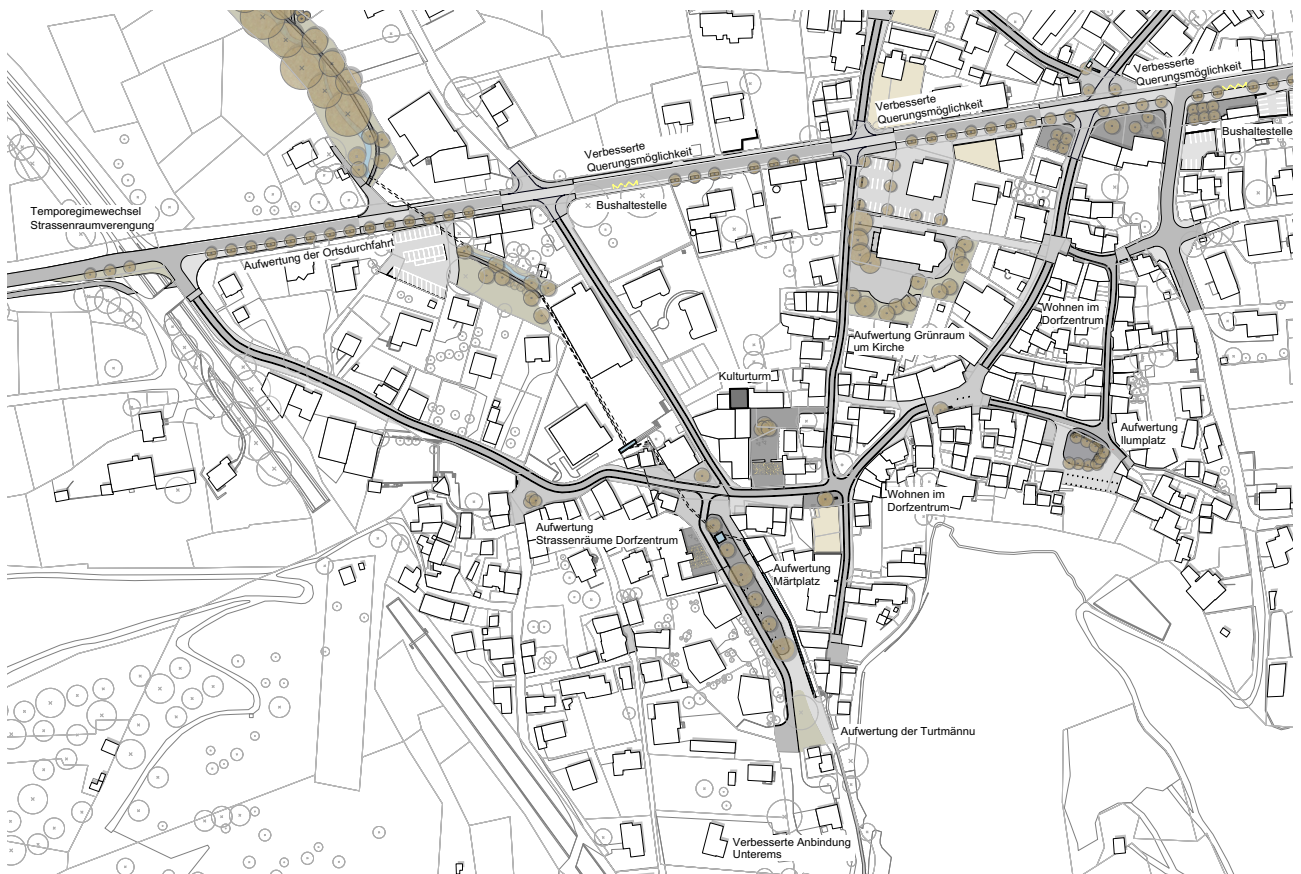 Verbesserte
Querungsmöglichkeit
Verbesserte
Querungsmöglichkeit
Bushaltestelle
Verbesserte
Querungsmöglichkeit
Bushaltestelle
Temporegimewechsel
Strassenraumverengung
Aufwertung der Ortsdurchfahrt
Wohnen im
Dorfzentrum
Aufwertung Grünraum
um Kirche
Kulturturm
Aufwertung
Ilumplatz
Wohnen im
Dorfzentrum
Aufwertung
Strassenräume Dorfzentrum
Aufwertung
Märtplatz
Aufwertung der Turtmännu
Verbesserte Anbindung
Unterems